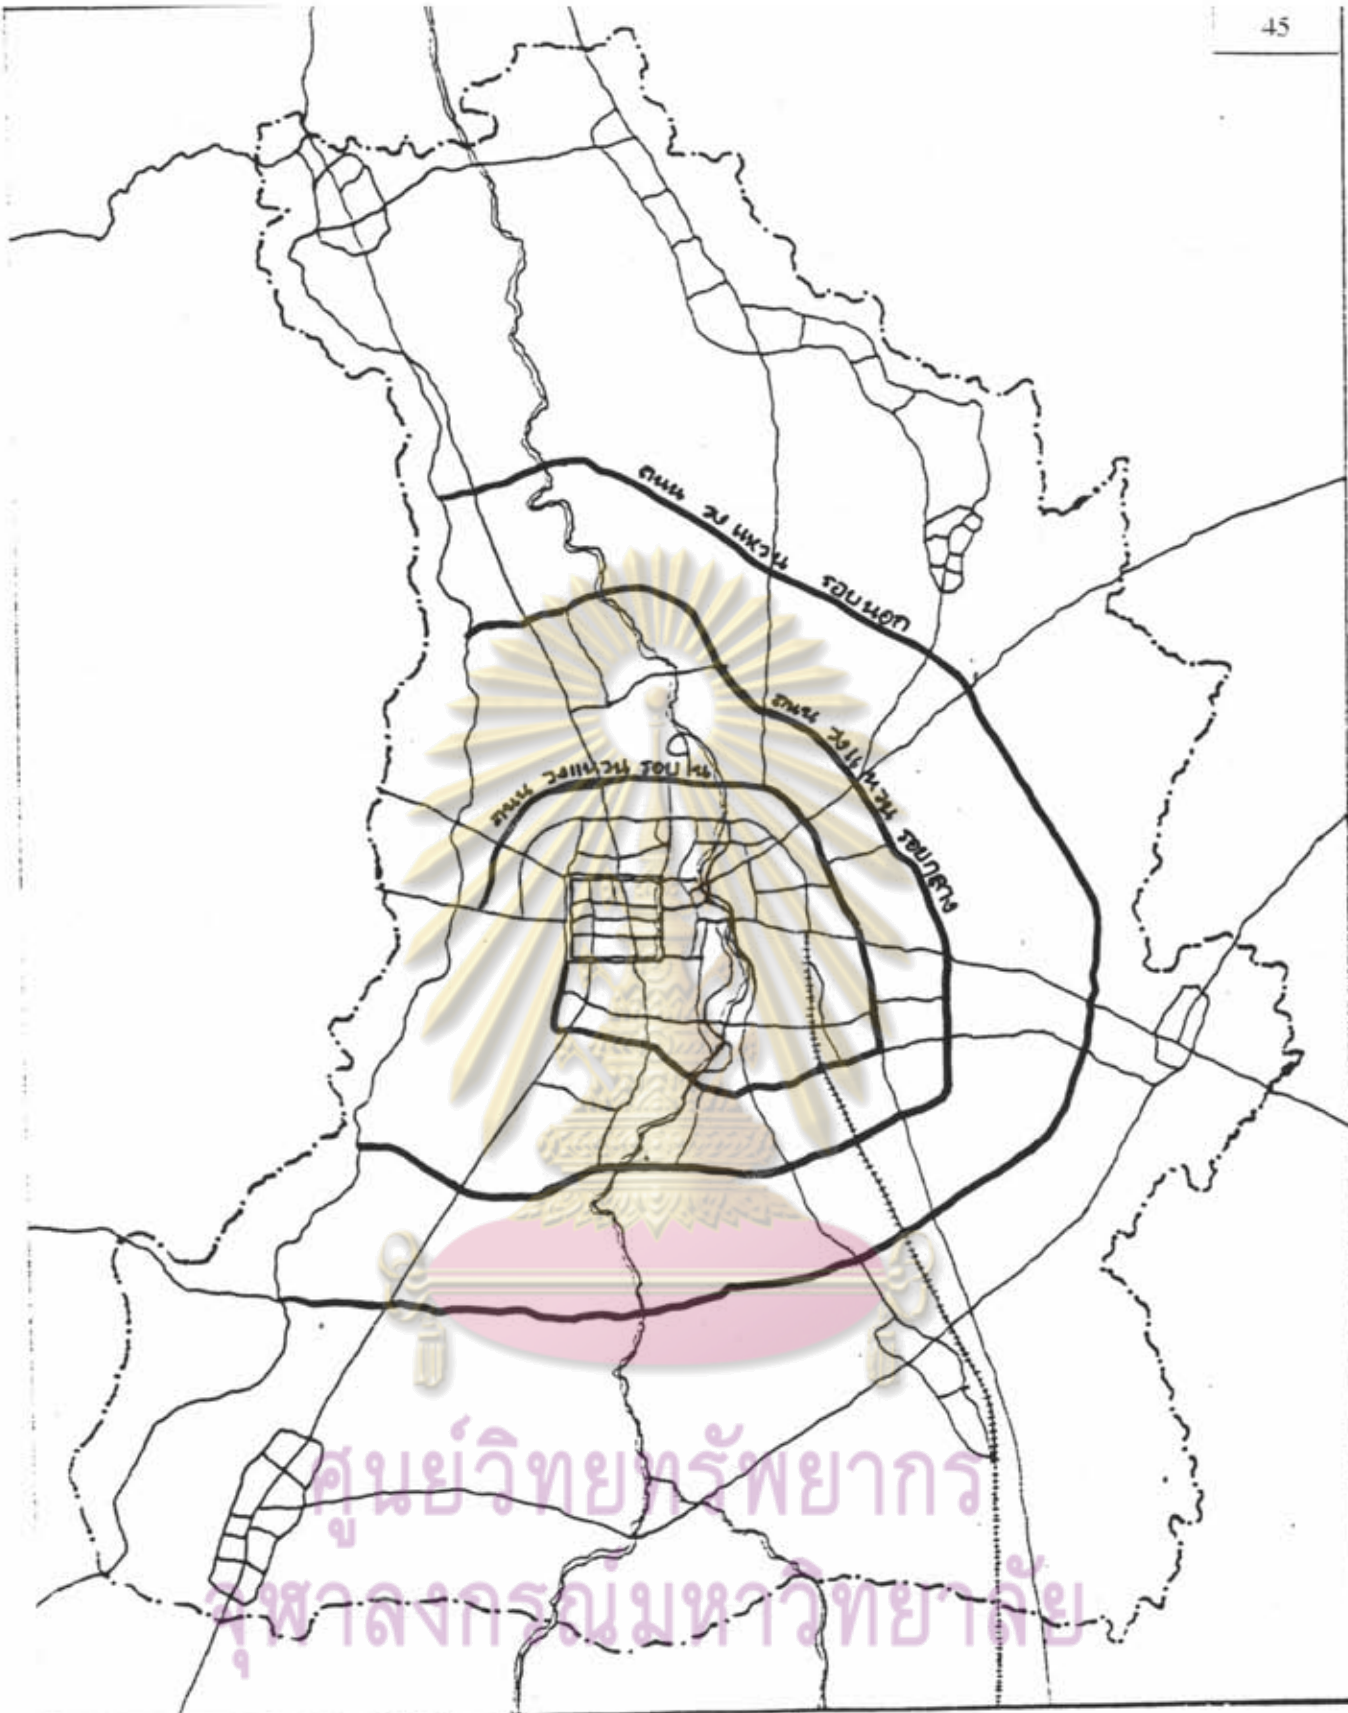 45
ถนน วงแหวน รอบนอก
ถนน วงแหวน รอบกลาง
ถนน วงแหวน รอบใน
ศูนย์วิทยทรัพยากร
จุฬาลงกรณ์มหาวิทยาลัย